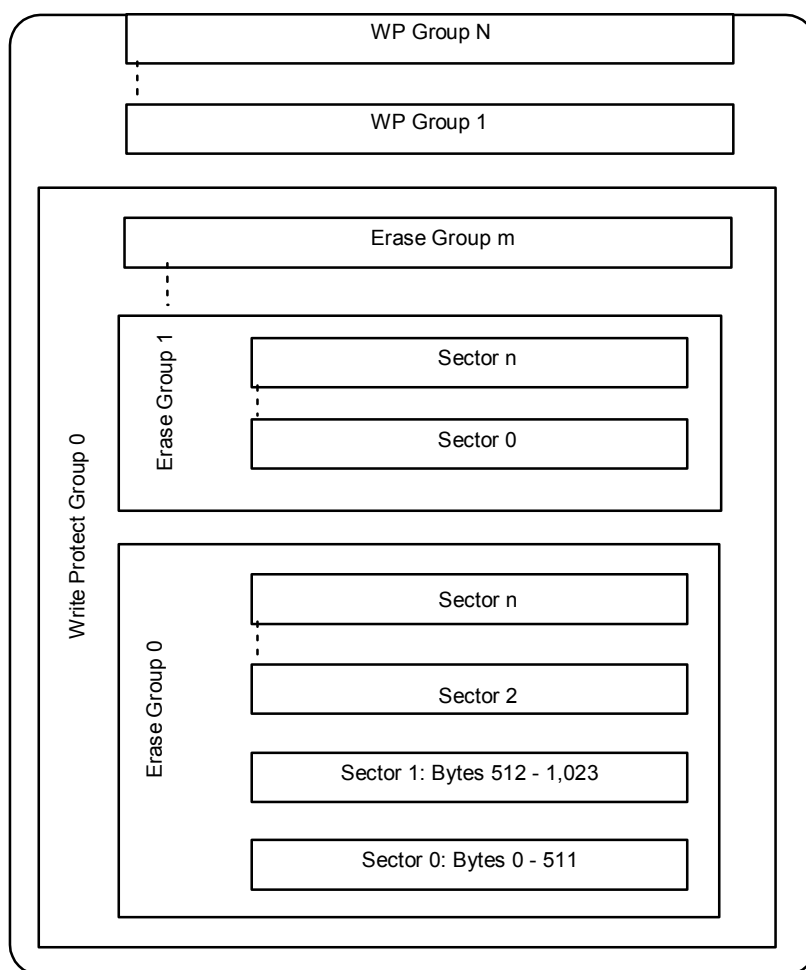 WP Group N
WP Group 1
Write Protect Group 0
Erase Group m
Erase Group 1
Sector n
Sector 0
Erase Group 0
Sector n
Sector 2
Sector 1: Bytes 512 - 1,023
Sector 0: Bytes 0 - 511